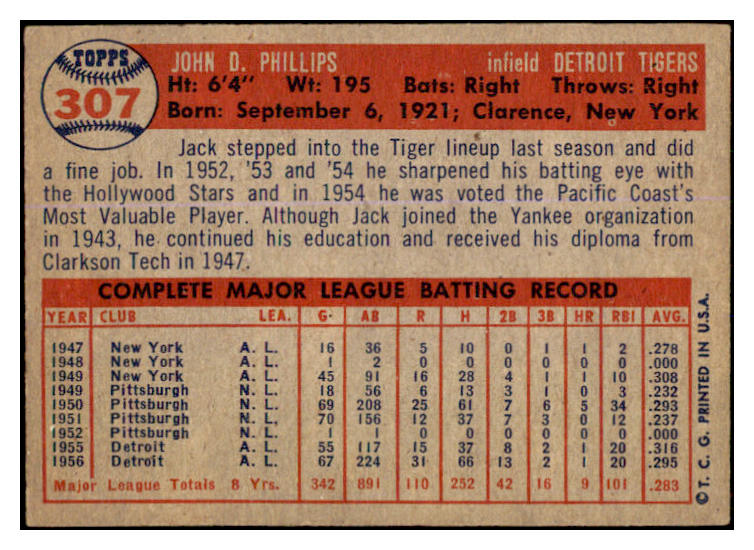 TOPPS
307
JOHN D. PHILLIPS infield DETROIT TIGERS
Ht: 6'4" Wt: 195 Bats: Right Throws: Right
Born: September 6, 1921; Clarence, New York
Jack stepped into the Tiger lineup last season and did
a fine job. In 1952, '53 and '54 he sharpened his batting eye with
the Hollywood Stars and in 1954 he was voted the Pacific Coast's
Most Valuable Player. Although Jack joined the Yankee organization
in 1943, he continued his education and received his diploma from
Clarkson Tech in 1947.
COMPLETE MAJOR LEAGUE BATTING RECORD
YEAR CLUB LEA. G. AB R H 2B 3B HR RBI AVG.
1947 New York A. L. 16 36 5 10 0 1 1 2 .278
1948 New York A. L. 1 2 0 0 0 0 0 0 .000
1949 New York A. L. 45 91 16 28 4 1 1 10 .308
1949 Pittsburgh N. L. 18 56 6 13 3 1 0 3 .232
1950 Pittsburgh N. L. 69 208 25 61 7 6 5 34 .293
1951 Pittsburgh N. L. 70 156 12 37 7 3 0 12 .237
1952 Pittsburgh N. L. 1 1 0 0 0 0 0 0 .000
1955 Detroit A. L. 55 117 15 37 8 2 1 20 .316
1956 Detroit A. L. 67 224 31 66 13 2 1 20 .295
Major League Totals 8 Yrs. 342 891 110 252 42 16 9 101 .283
© T. C. G. PRINTED IN U.S.A.